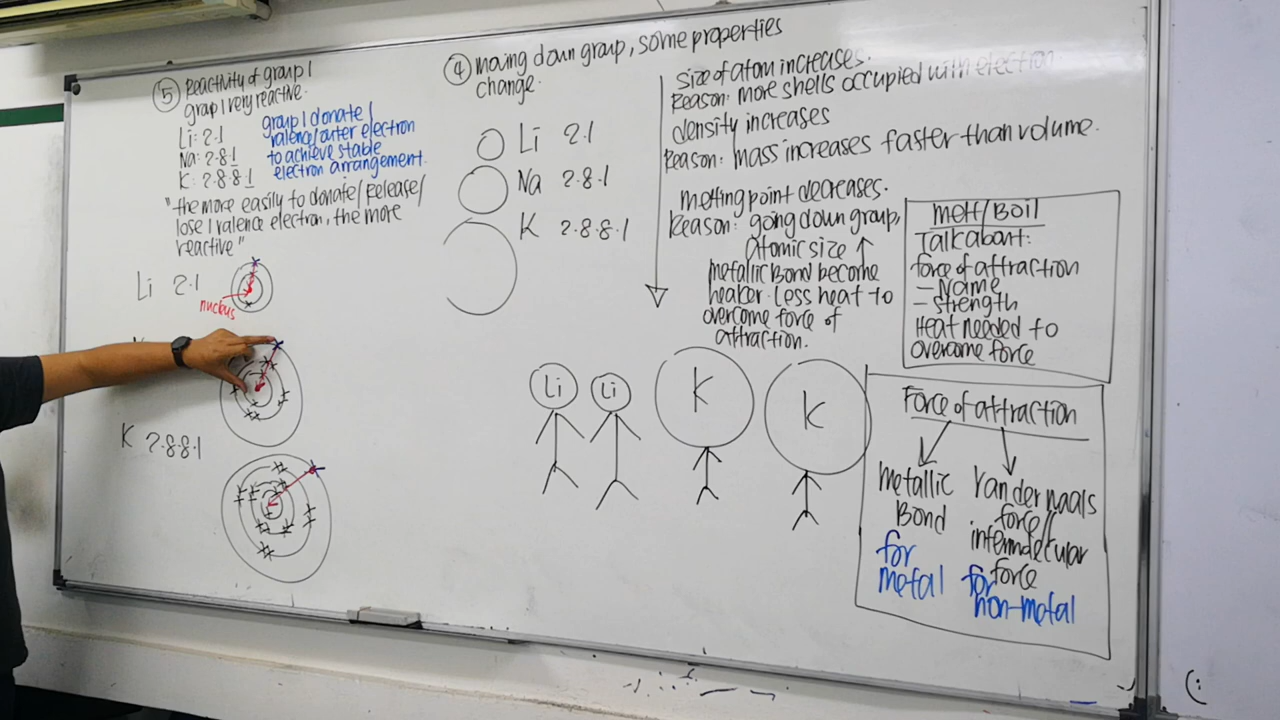 ⑤ Reactivity of group 1
group 1 very reactive.
Li: 2.1
Na: 2.8.1
K: 2.8.8.1
group 1 donate 1
valence/outer electron
to achieve stable
electron arrangement.
"the more easily to donate/release/
lose 1 valence electron, the more
reactive"
Li 2.1
nucleus
K 2.8.8.1
④ moving down group, some properties
change.
Li 2.1
Na 2.8.1
K 2.8.8.1
size of atom increases.
Reason: more shells occupied with electron
density increases
Reason: mass increases faster than volume.
melting point decreases.
Reason: going down group,
atomic size ↑
metallic Bond become
weaker. Less heat to
overcome force of
attraction.
Melt/Boil
Talk about:
force of attraction
- Name
- strength
Heat needed to
overcome force
Li Li K K
Force of attraction
metallic
Bond
for
metal
Van der waals
force//
intermolecular
force
for
non-metal